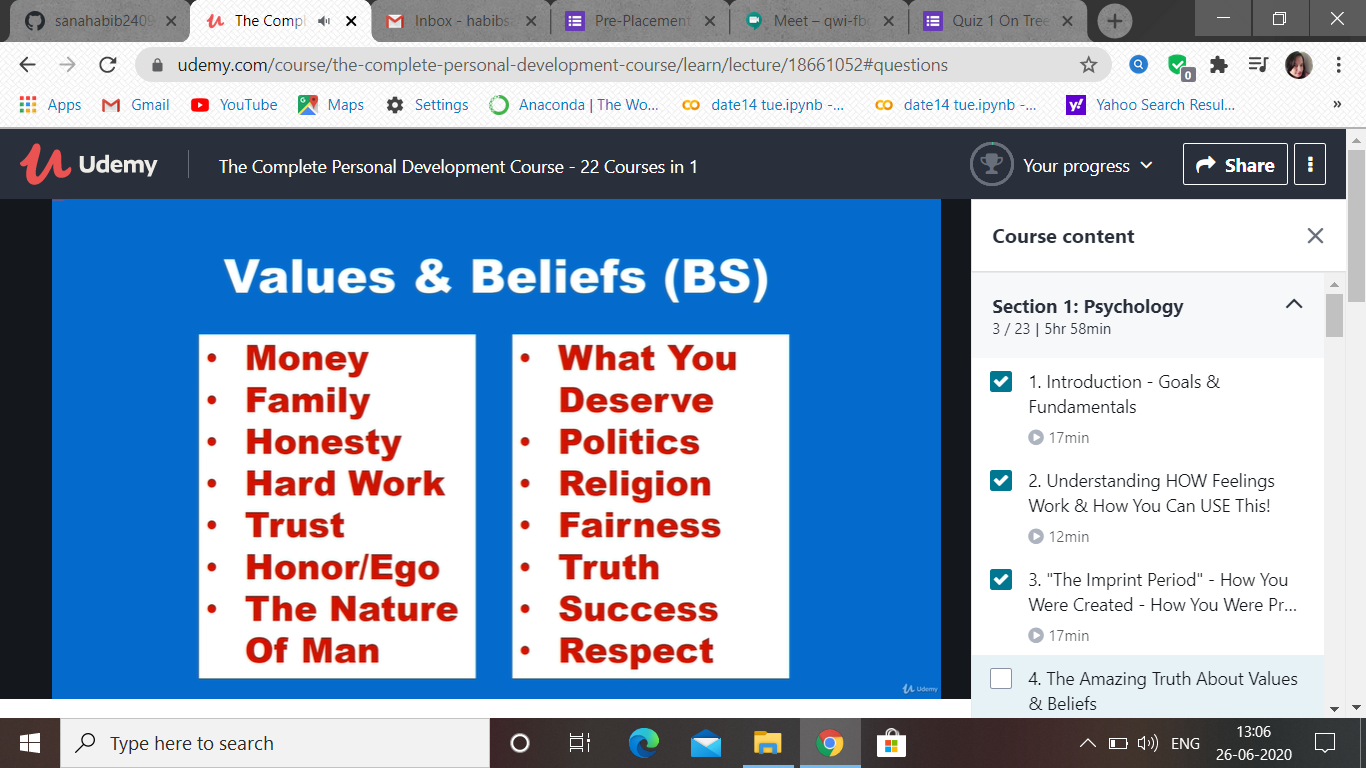 sanahabib2409
The Compl
Inbox - habibs
Pre-Placement
Meet – qwi-fb
Quiz 1 On Tree
udemy.com/course/the-complete-personal-development-course/learn/lecture/18661052#questions
0
Apps
Gmail
YouTube
Maps
Settings
Anaconda | The Wo...
date14 tue.ipynb -...
date14 tue.ipynb -...
Yahoo Search Resul...
»
Udemy
The Complete Personal Development Course - 22 Courses in 1
Your progress
Share
Values & Beliefs (BS)
• Money
• Family
• Honesty
• Hard Work
• Trust
• Honor/Ego
• The Nature
Of Man
• What You
Deserve
• Politics
• Religion
• Fairness
• Truth
• Success
• Respect
Udemy
Course content
Section 1: Psychology
3 / 23 | 5hr 58min
1. Introduction - Goals &
Fundamentals
17min
2. Understanding HOW Feelings
Work & How You Can USE This!
12min
3. "The Imprint Period" - How You
Were Created - How You Were Pr...
17min
4. The Amazing Truth About Values
& Beliefs
Type here to search
ENG
13:06
26-06-2020